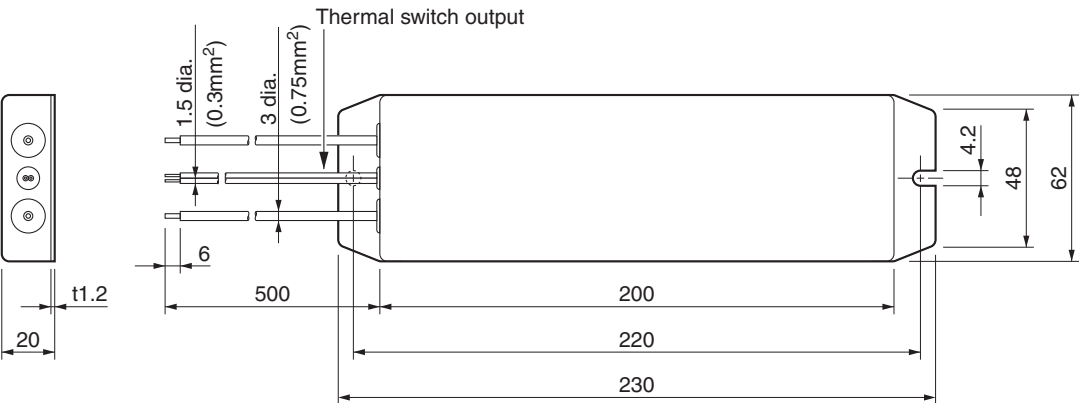 Thermal switch output
1.5 dia.
(0.3mm²)
3 dia.
(0.75mm²)
4.2
48
62
6
t1.2
500
200
20
220
230